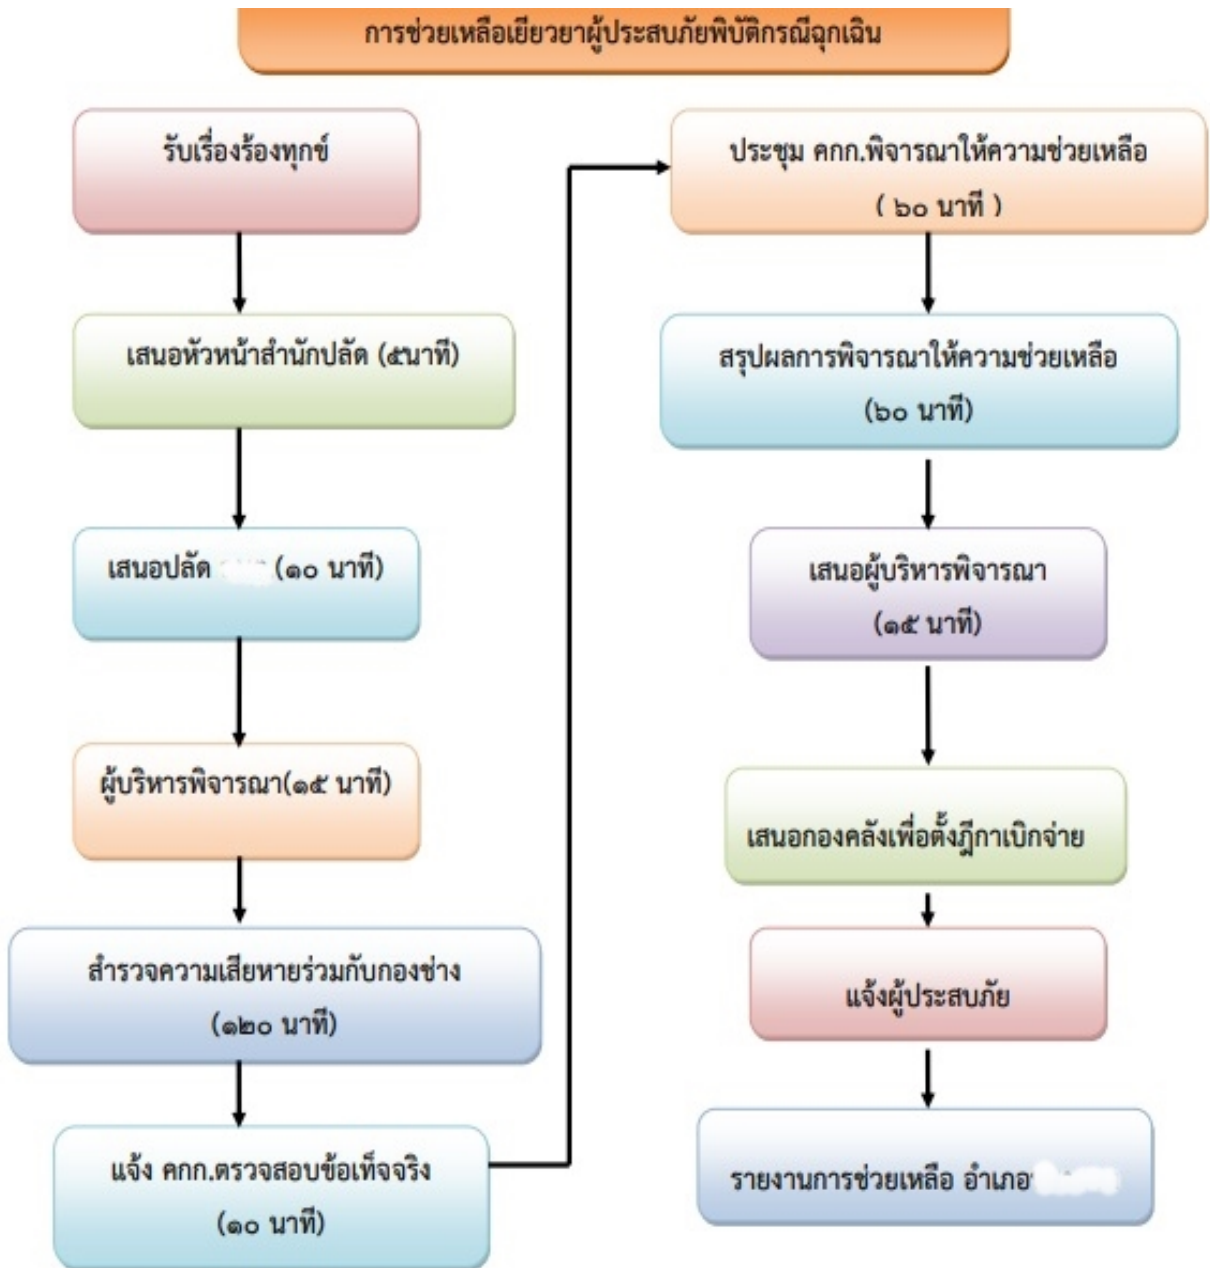 การช่วยเหลือเยียวยาผู้ประสบภัยพิบัติกรณีฉุกเฉิน
รับเรื่องร้องทุกข์
เสนอหัวหน้าสำนักปลัด (๕นาที)
เสนอปลัด (๑๐ นาที)
ผู้บริหารพิจารณา(๑๕ นาที)
สำรวจความเสียหายร่วมกับกองช่าง
(๑๒๐ นาที)
แจ้ง คกก.ตรวจสอบข้อเท็จจริง
(๑๐ นาที)
ประชุม คกก.พิจารณาให้ความช่วยเหลือ
( ๖๐ นาที )
สรุปผลการพิจารณาให้ความช่วยเหลือ
(๖๐ นาที)
เสนอผู้บริหารพิจารณา
(๑๕ นาที)
เสนอกองคลังเพื่อตั้งฎีกาเบิกจ่าย
แจ้งผู้ประสบภัย
รายงานการช่วยเหลือ อำเภอ